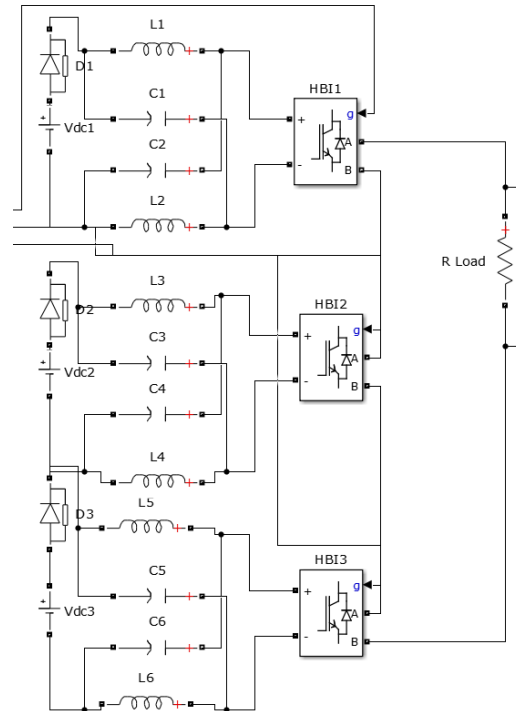 L1
D1
C1
HBI1
Vdc1
+
g
A
C2
-
B
L2
R Load
L3
D2
HBI2
C3
+
g
Vdc2
A
C4
-
B
L4
D3
L5
HBI3
C5
+
g
Vdc3
A
C6
-
B
L6